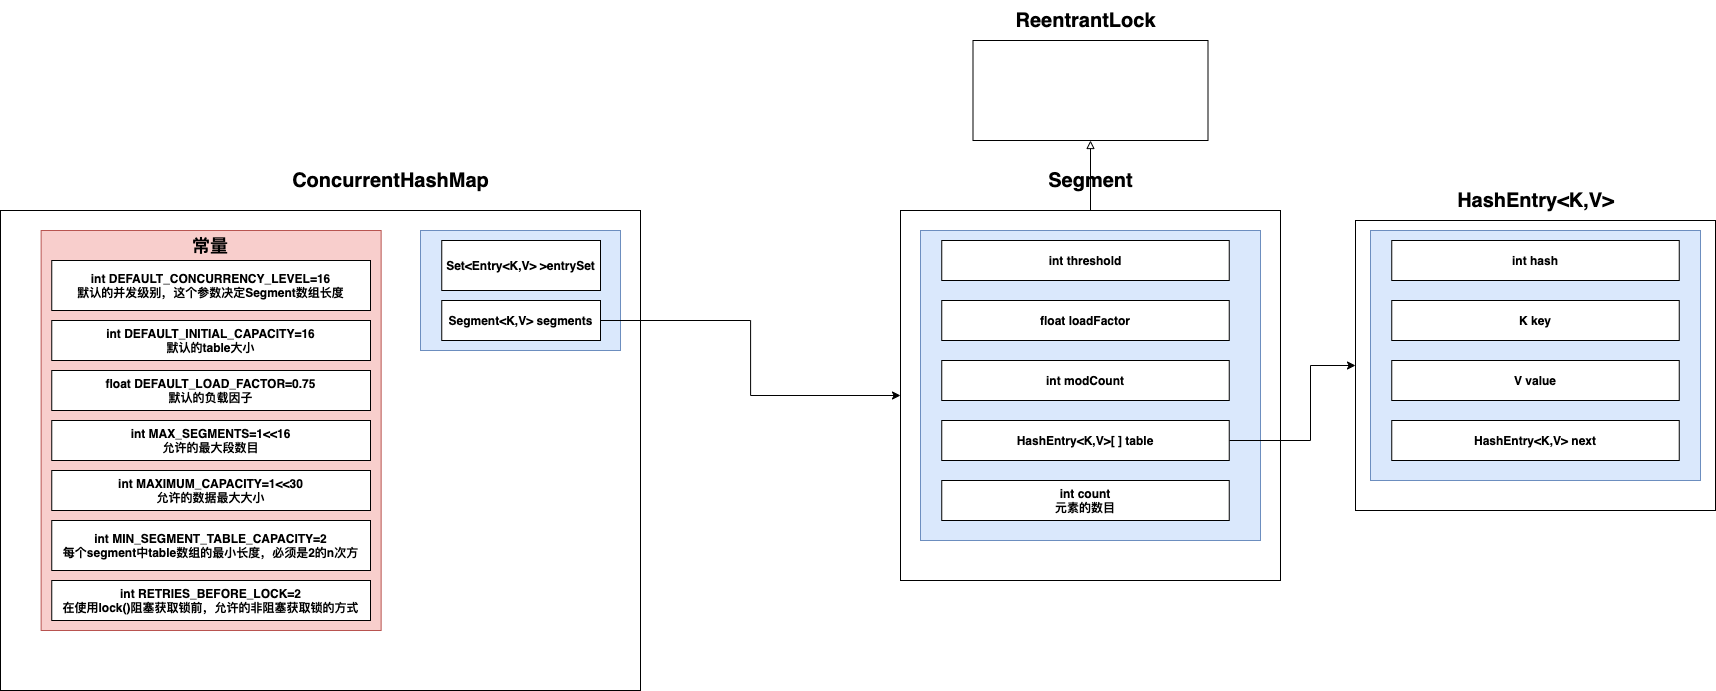 ReentrantLock
ConcurrentHashMap
常量
int DEFAULT_CONCURRENCY_LEVEL=16
默认的并发级别，这个参数决定Segment数组长度
int DEFAULT_INITIAL_CAPACITY=16
默认的table大小
float DEFAULT_LOAD_FACTOR=0.75
默认的负载因子
int MAX_SEGMENTS=1<<16
允许的最大段数目
int MAXIMUM_CAPACITY=1<<30
允许的数据最大大小
int MIN_SEGMENT_TABLE_CAPACITY=2
每个segment中table数组的最小长度，必须是2的n次方
int RETRIES_BEFORE_LOCK=2
在使用lock()阻塞获取锁前，允许的非阻塞获取锁的方式
Set<Entry<K,V> >entrySet
Segment<K,V> segments
Segment
int threshold
float loadFactor
int modCount
HashEntry<K,V>[ ] table
int count
元素的数目
HashEntry<K,V>
int hash
K key
V value
HashEntry<K,V> next